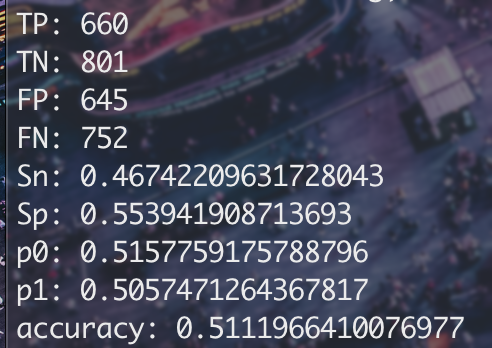 TP: 660
TN: 801
FP: 645
FN: 752
Sn: 0.46742209631728043
Sp: 0.553941908713693
p0: 0.5157759175788796
p1: 0.5057471264367817
accuracy: 0.5111966410076977